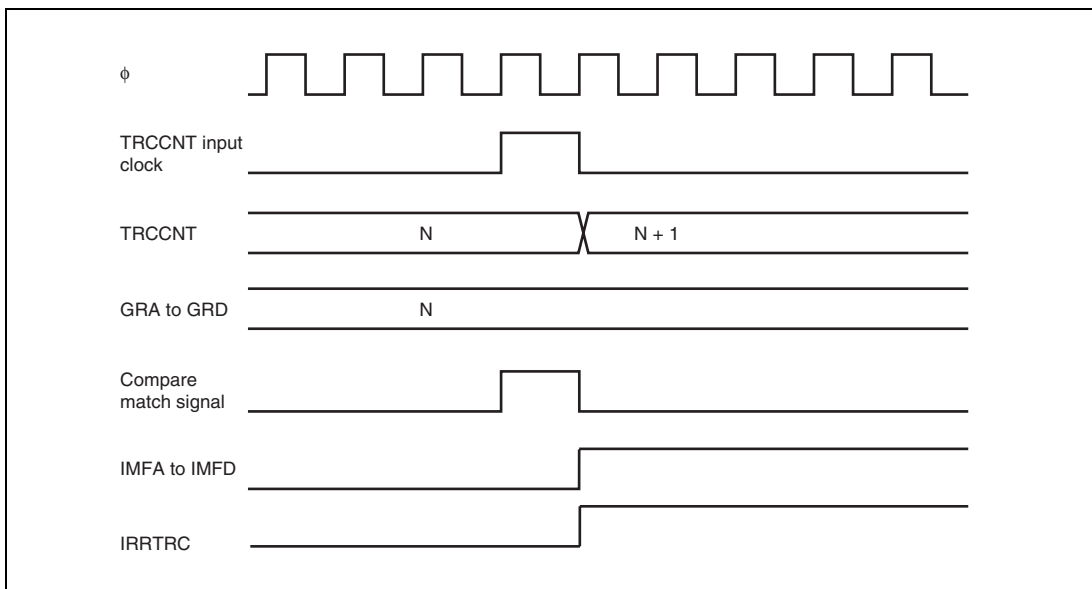 ϕ
TRCCNT input
clock
TRCCNT
N
N + 1
GRA to GRD
N
Compare
match signal
IMFA to IMFD
IRRTRC